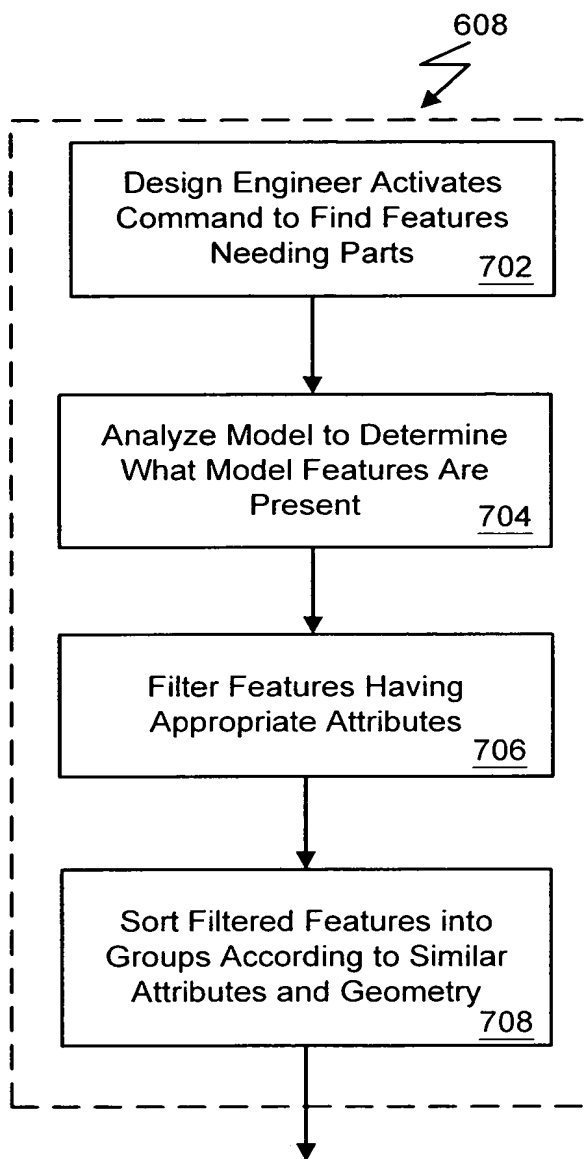 608
Design Engineer Activates
Command to Find Features
Needing Parts
702
Analyze Model to Determine
What Model Features Are
Present
704
Filter Features Having
Appropriate Attributes
706
Sort Filtered Features into
Groups According to Similar
Attributes and Geometry
708